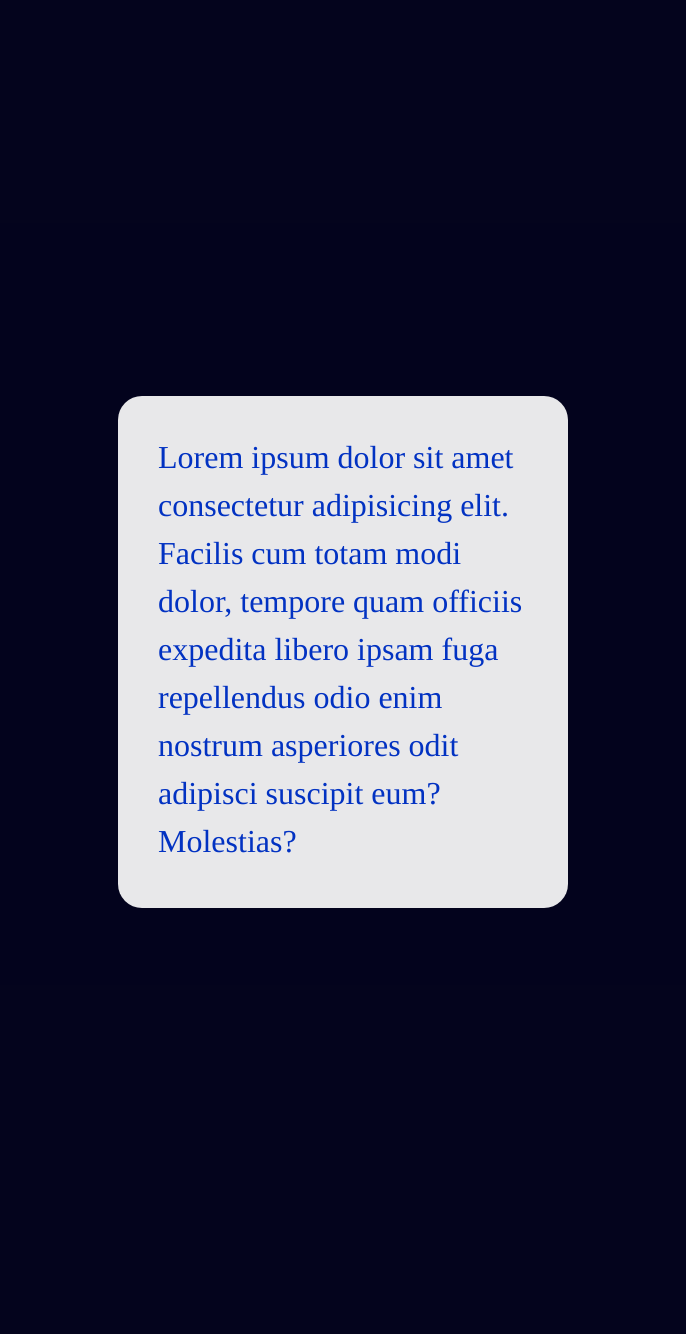 Lorem ipsum dolor sit amet
consectetur adipisicing elit.
Facilis cum totam modi
dolor, tempore quam officiis
expedita libero ipsam fuga
repellendus odio enim
nostrum asperiores odit
adipisci suscipit eum?
Molestias?